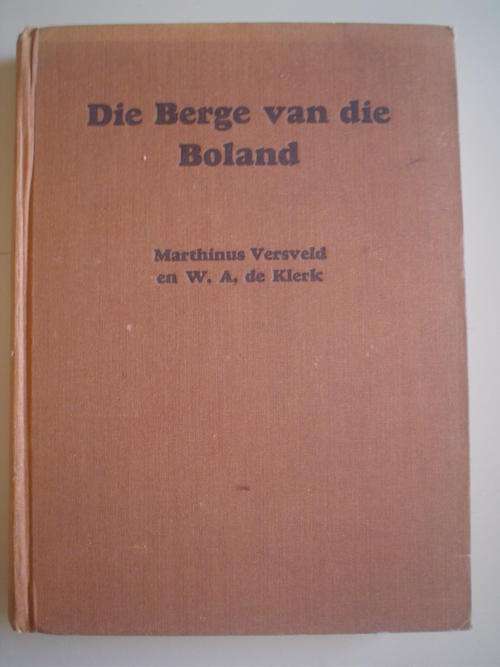 Die Berge van die
Boland
Marthinus Versveld
en W. A. de Klerk